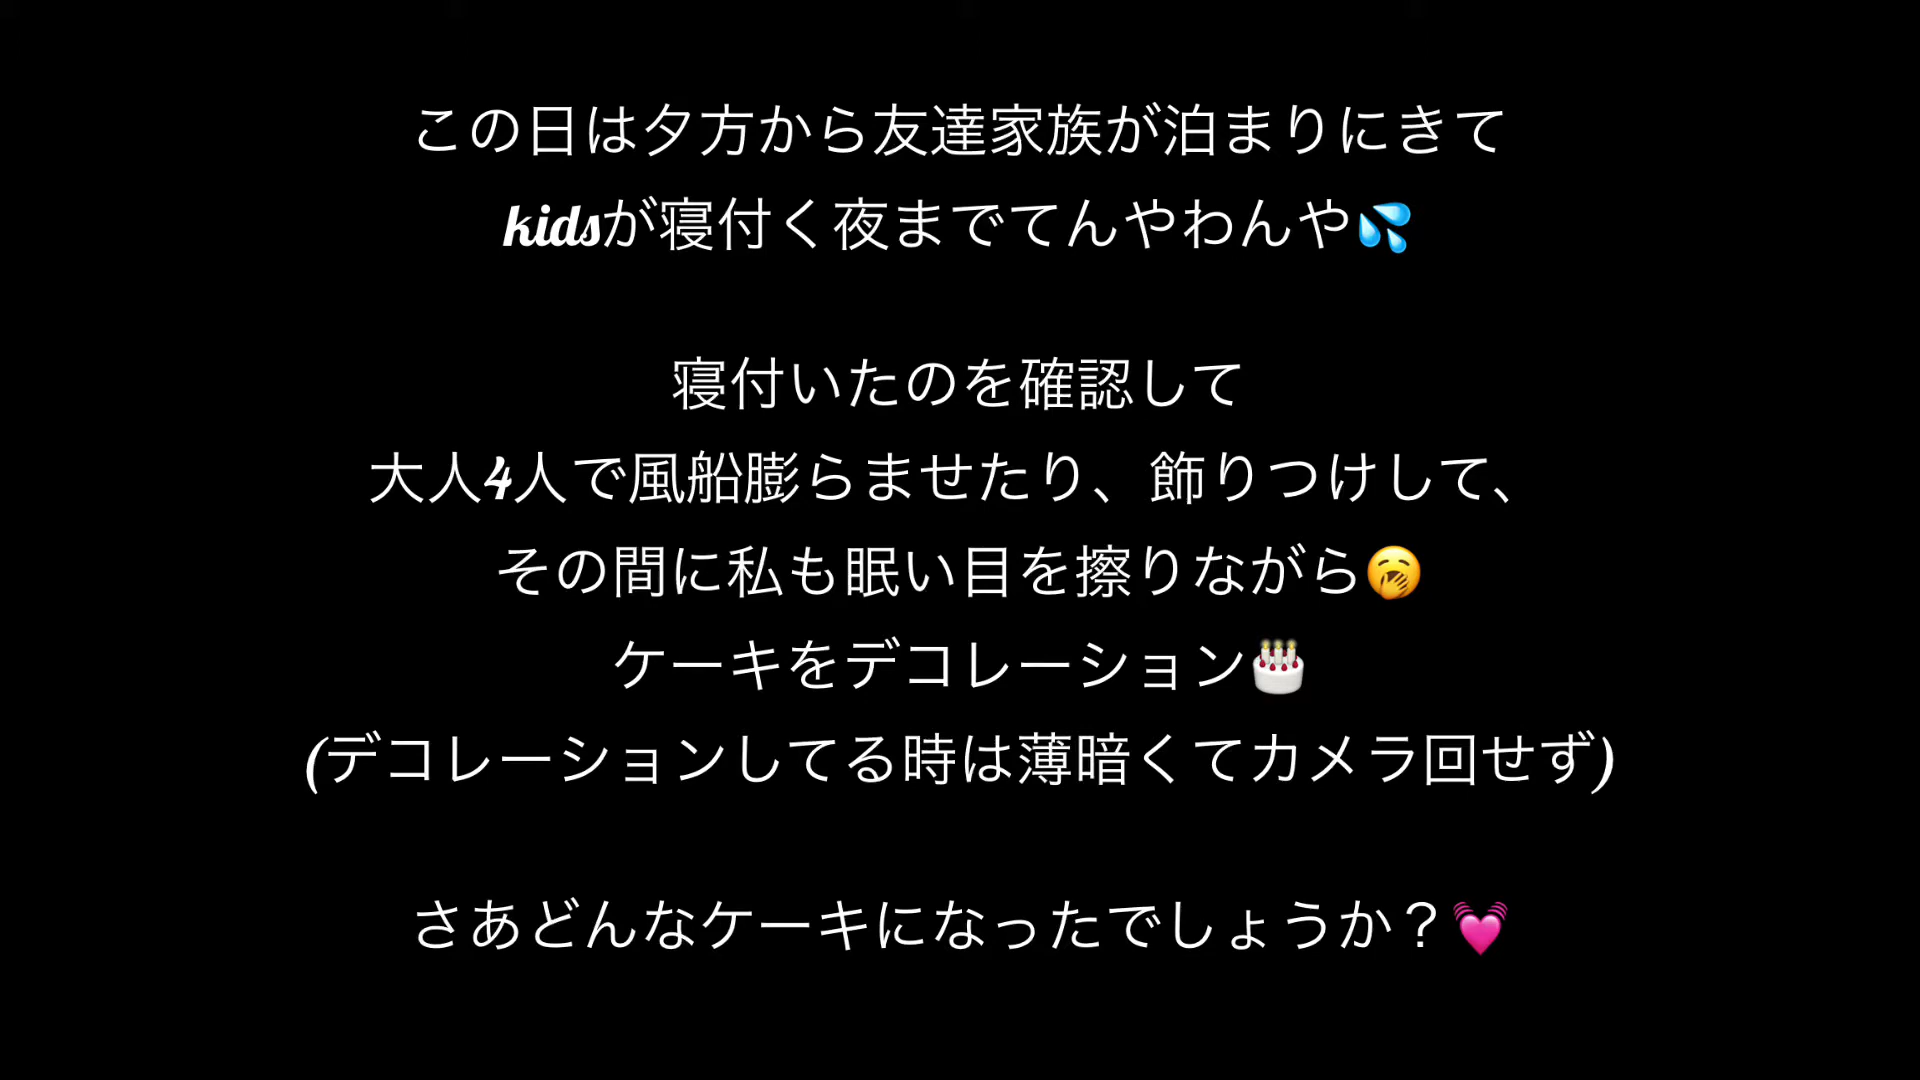 この日は夕方から友達家族が泊まりにきて
kidsが寝付く夜までてんやわんや💦
寝付いたのを確認して
大人4人で風船膨らませたり、飾りつけして、
その間に私も眠い目を擦りながら🥱
ケーキをデコレーション🎂
(デコレーションしてる時は薄暗くてカメラ回せず)
さあどんなケーキになったでしょうか？💓